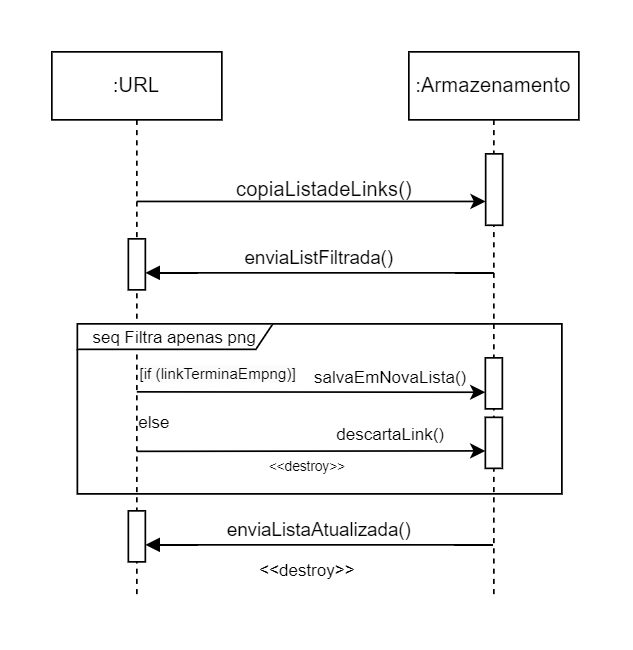 :URL
:Armazenamento
copiaListadeLinks()
enviaListFiltrada()
seq Filtra apenas png
[if (linkTerminaEmpng)]
salvaEmNovaLista()
else
descartaLink()
<<destroy>>
enviaListaAtualizada()
<<destroy>>